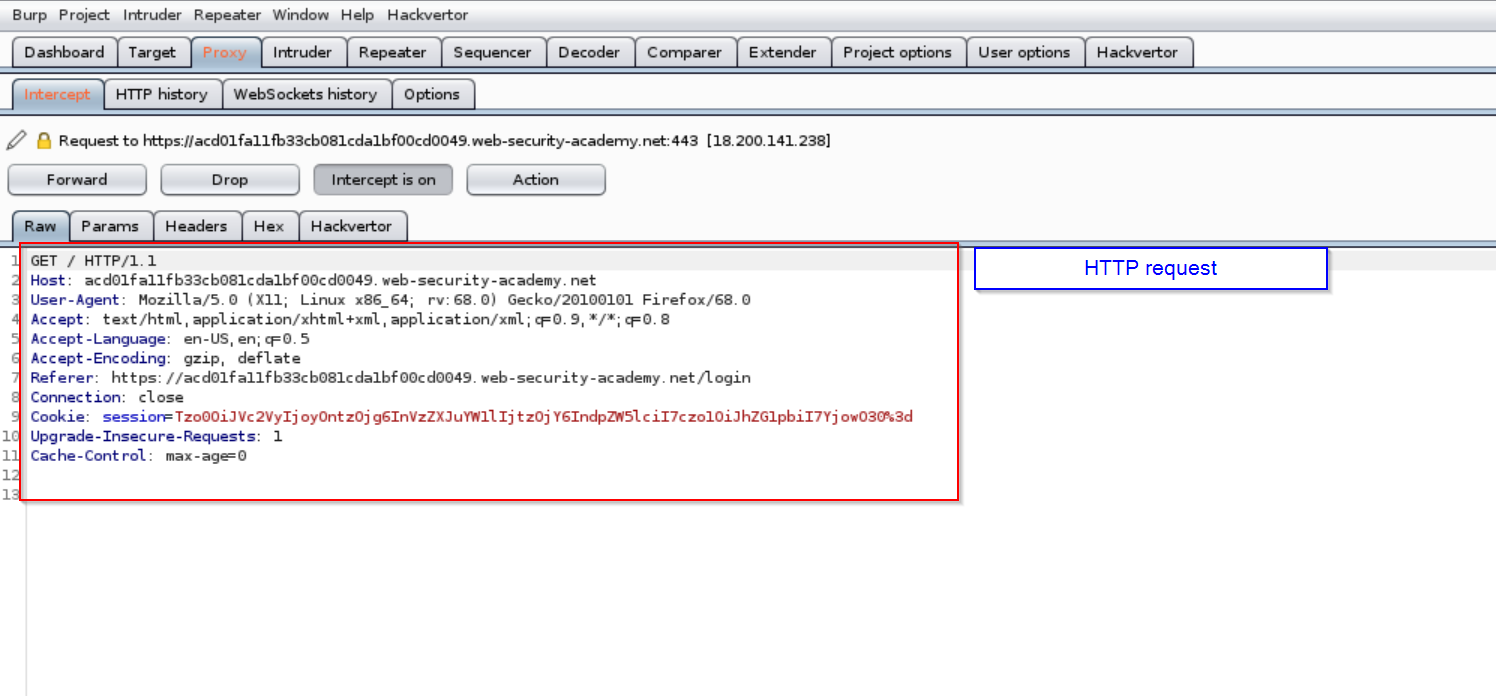 Burp Project Intruder Repeater Window Help Hackvertor
Dashboard Target Proxy Intruder Repeater Sequencer Decoder Comparer Extender Project options User options Hackvertor
Intercept HTTP history WebSockets history Options
Request to https://acd01fa11fb33cb081cda1bf00cd0049.web-security-academy.net:443 [18.200.141.238]
Forward Drop Intercept is on Action
Raw Params Headers Hex Hackvertor
1 GET / HTTP/1.1
2 Host: acd01fa11fb33cb081cda1bf00cd0049.web-security-academy.net
3 User-Agent: Mozilla/5.0 (X11; Linux x86_64; rv:68.0) Gecko/20100101 Firefox/68.0
4 Accept: text/html,application/xhtml+xml,application/xml;q=0.9,*/*;q=0.8
5 Accept-Language: en-US,en;q=0.5
6 Accept-Encoding: gzip, deflate
7 Referer: https://acd01fa11fb33cb081cda1bf00cd0049.web-security-academy.net/login
8 Connection: close
9 Cookie: session=Tzo0OiJVc2VyIjoyOntzOjg6InVzZXJuYW1lIjtzOjY6IndpZW5lciI7czo1OiJhZG1pbiI7YjowO30%3d
10 Upgrade-Insecure-Requests: 1
11 Cache-Control: max-age=0
12
13
HTTP request